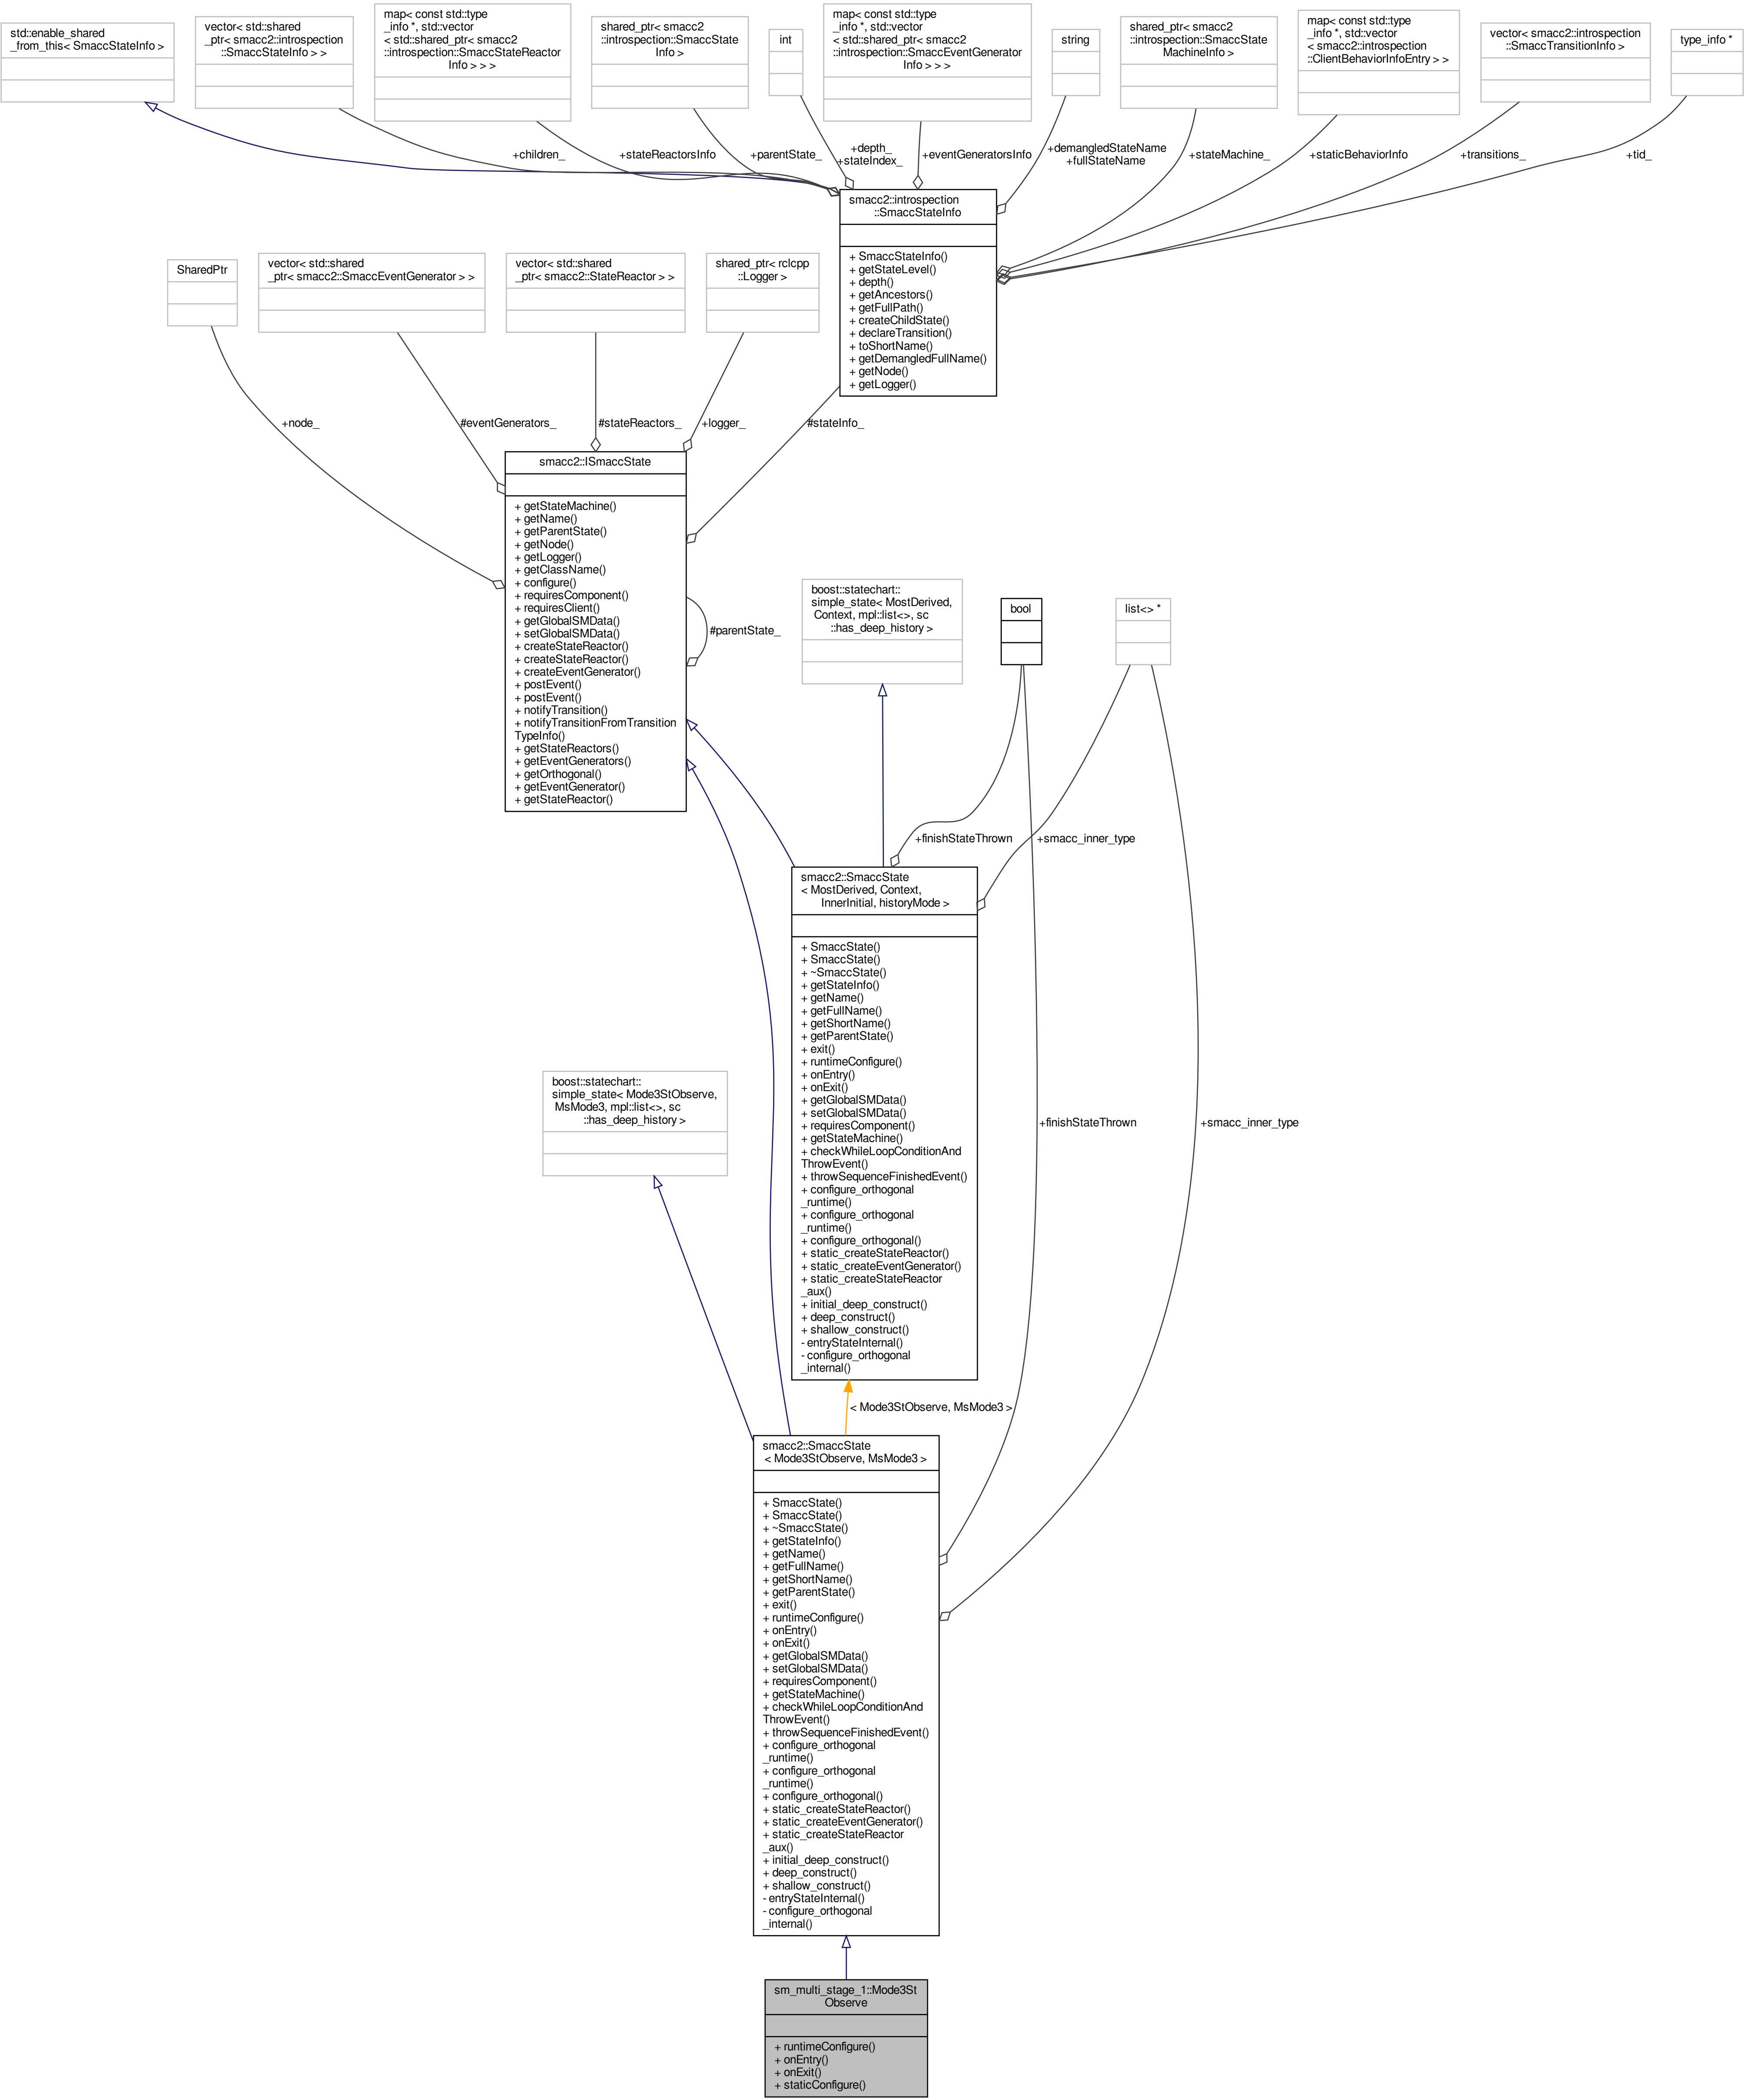 std::enable_shared
_from_this< SmaccStateInfo >
vector< std::shared
_ptr< smacc2::introspection
::SmaccStateInfo > >
map< const std::type
_info *, std::vector
< std::shared_ptr< smacc2
::introspection::SmaccStateReactor
Info > > >
shared_ptr< smacc2
::introspection::SmaccState
Info >
int
map< const std::type
_info *, std::vector
< std::shared_ptr< smacc2
::introspection::SmaccEventGenerator
Info > > >
string
shared_ptr< smacc2
::introspection::SmaccState
MachineInfo >
map< const std::type
_info *, std::vector
< smacc2::introspection
::ClientBehaviorInfoEntry > >
vector< smacc2::introspection
::SmaccTransitionInfo >
type_info *
+children_
+stateReactorsInfo
+parentState_
+depth_
+stateIndex_
+eventGeneratorsInfo
+demangledStateName
+fullStateName
+stateMachine_
+staticBehaviorInfo
+transitions_
+tid_
smacc2::introspection
::SmaccStateInfo
+ SmaccStateInfo()
+ getStateLevel()
+ depth()
+ getAncestors()
+ getFullPath()
+ createChildState()
+ declareTransition()
+ toShortName()
+ getDemangledFullName()
+ getNode()
+ getLogger()
SharedPtr
vector< std::shared
_ptr< smacc2::SmaccEventGenerator > >
vector< std::shared
_ptr< smacc2::StateReactor > >
shared_ptr< rclcpp
::Logger >
+node_
#eventGenerators_
#stateReactors_
+logger_
#stateInfo_
smacc2::ISmaccState
+ getStateMachine()
+ getName()
+ getParentState()
+ getNode()
+ getLogger()
+ getClassName()
+ configure()
+ requiresComponent()
+ requiresClient()
+ getGlobalSMData()
+ setGlobalSMData()
+ createStateReactor()
+ createStateReactor()
+ createEventGenerator()
+ postEvent()
+ postEvent()
+ notifyTransition()
+ notifyTransitionFromTransition
TypeInfo()
+ getStateReactors()
+ getEventGenerators()
+ getOrthogonal()
+ getEventGenerator()
+ getStateReactor()
#parentState_
boost::statechart::
simple_state< MostDerived,
Context, mpl::list<>, sc
::has_deep_history >
bool
list<> *
+finishStateThrown
+smacc_inner_type
smacc2::SmaccState
< MostDerived, Context,
InnerInitial, historyMode >
+ SmaccState()
+ SmaccState()
+ ~SmaccState()
+ getStateInfo()
+ getName()
+ getFullName()
+ getShortName()
+ getParentState()
+ exit()
+ runtimeConfigure()
+ onEntry()
+ onExit()
+ getGlobalSMData()
+ setGlobalSMData()
+ requiresComponent()
+ getStateMachine()
+ checkWhileLoopConditionAnd
ThrowEvent()
+ throwSequenceFinishedEvent()
+ configure_orthogonal
_runtime()
+ configure_orthogonal
_runtime()
+ configure_orthogonal()
+ static_createStateReactor()
+ static_createEventGenerator()
+ static_createStateReactor
_aux()
+ initial_deep_construct()
+ deep_construct()
+ shallow_construct()
- entryStateInternal()
- configure_orthogonal
_internal()
boost::statechart::
simple_state< Mode3StObserve,
MsMode3, mpl::list<>, sc
::has_deep_history >
+finishStateThrown
+smacc_inner_type
< Mode3StObserve, MsMode3 >
smacc2::SmaccState
< Mode3StObserve, MsMode3 >
+ SmaccState()
+ SmaccState()
+ ~SmaccState()
+ getStateInfo()
+ getName()
+ getFullName()
+ getShortName()
+ getParentState()
+ exit()
+ runtimeConfigure()
+ onEntry()
+ onExit()
+ getGlobalSMData()
+ setGlobalSMData()
+ requiresComponent()
+ getStateMachine()
+ checkWhileLoopConditionAnd
ThrowEvent()
+ throwSequenceFinishedEvent()
+ configure_orthogonal
_runtime()
+ configure_orthogonal
_runtime()
+ configure_orthogonal()
+ static_createStateReactor()
+ static_createEventGenerator()
+ static_createStateReactor
_aux()
+ initial_deep_construct()
+ deep_construct()
+ shallow_construct()
- entryStateInternal()
- configure_orthogonal
_internal()
sm_multi_stage_1::Mode3St
Observe
+ runtimeConfigure()
+ onEntry()
+ onExit()
+ staticConfigure()